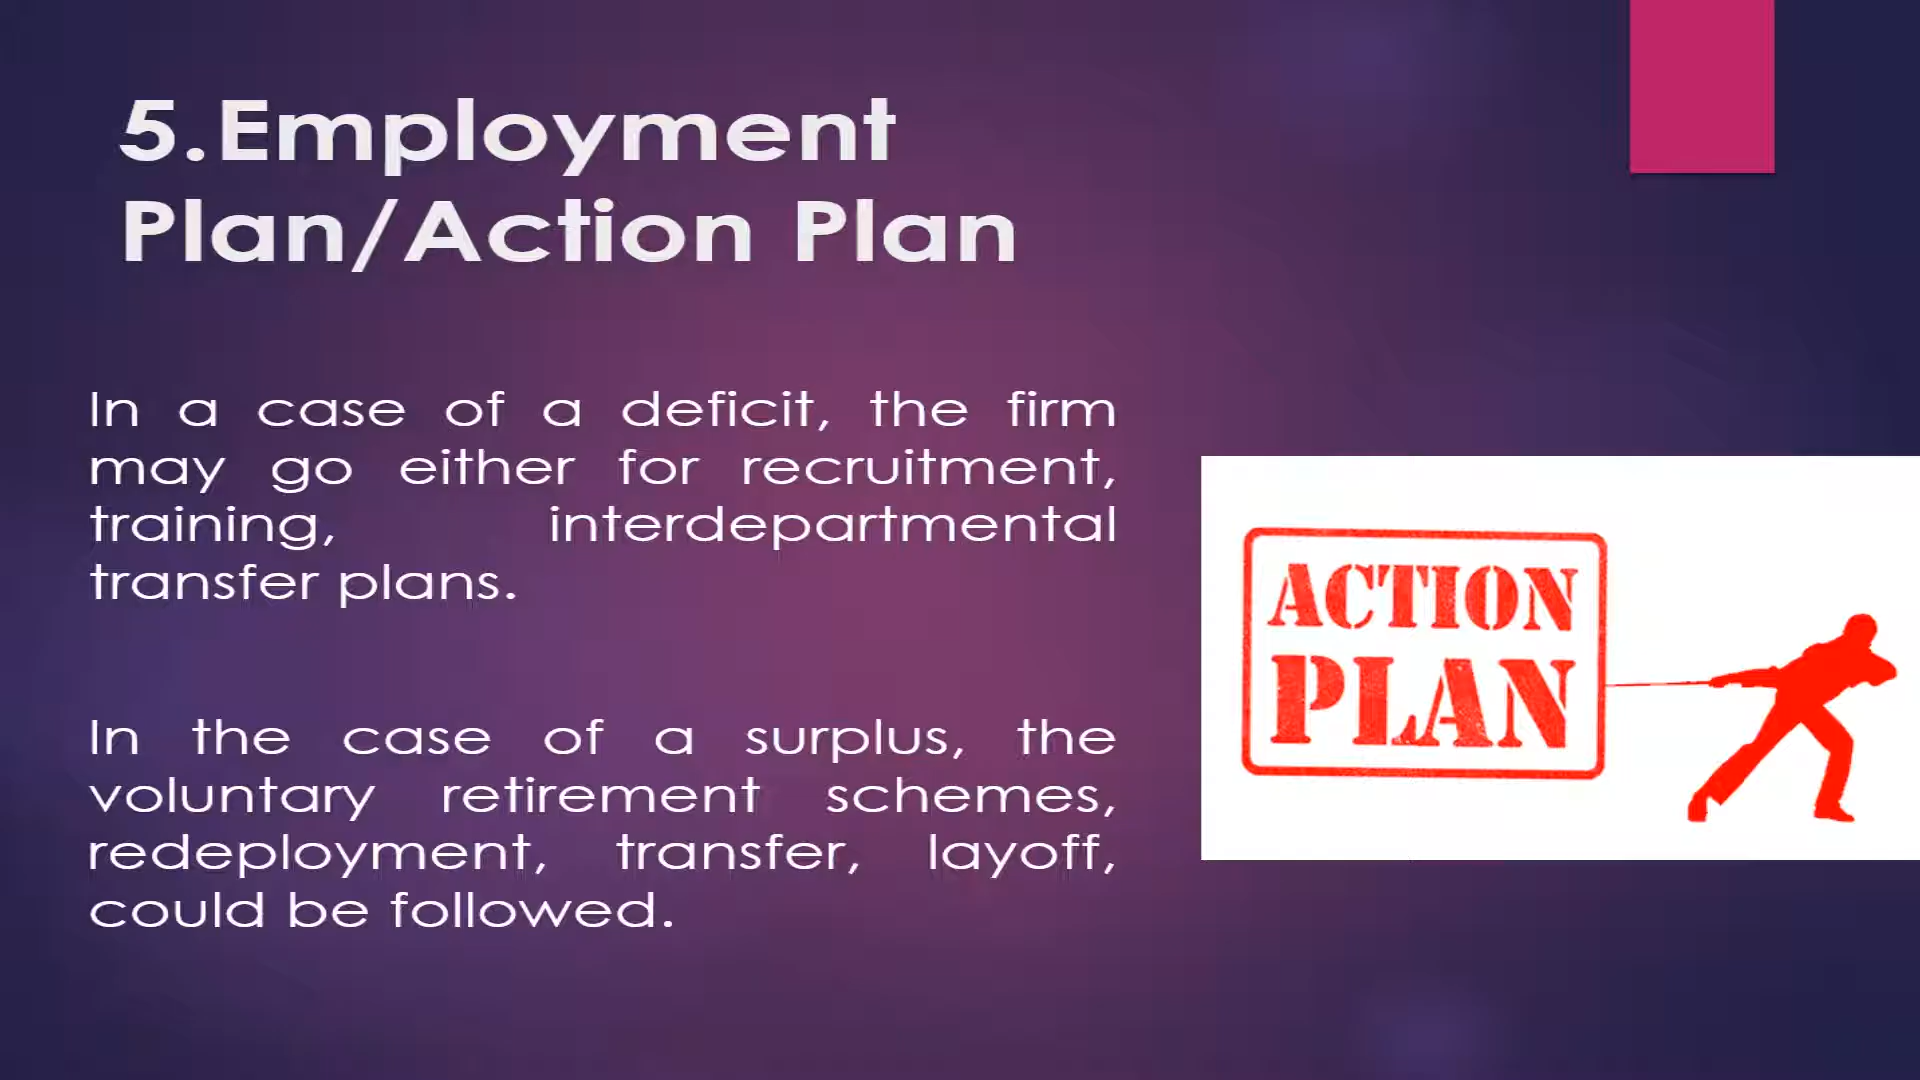 5.Employment
Plan/Action Plan
In a case of a deficit, the firm
may go either for recruitment,
training, interdepartmental
transfer plans.
In the case of a surplus, the
voluntary retirement schemes,
redeployment, transfer, layoff,
could be followed.
ACTION
PLAN